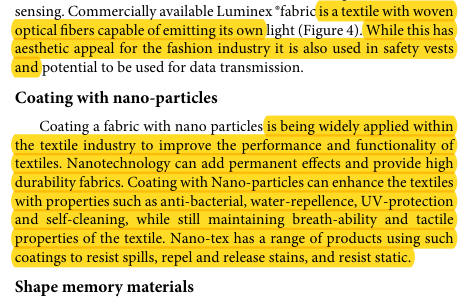 sensing. Commercially available Luminex ®fabric is a textile with woven
optical fibers capable of emitting its own light (Figure 4). While this has
aesthetic appeal for the fashion industry it is also used in safety vests
and potential to be used for data transmission.
Coating with nano-particles
Coating a fabric with nano particles is being widely applied within
the textile industry to improve the performance and functionality of
textiles. Nanotechnology can add permanent effects and provide high
durability fabrics. Coating with Nano-particles can enhance the textiles
with properties such as anti-bacterial, water-repellence, UV-protection
and self-cleaning, while still maintaining breath-ability and tactile
properties of the textile. Nano-tex has a range of products using such
coatings to resist spills, repel and release stains, and resist static.
Shape memory materials